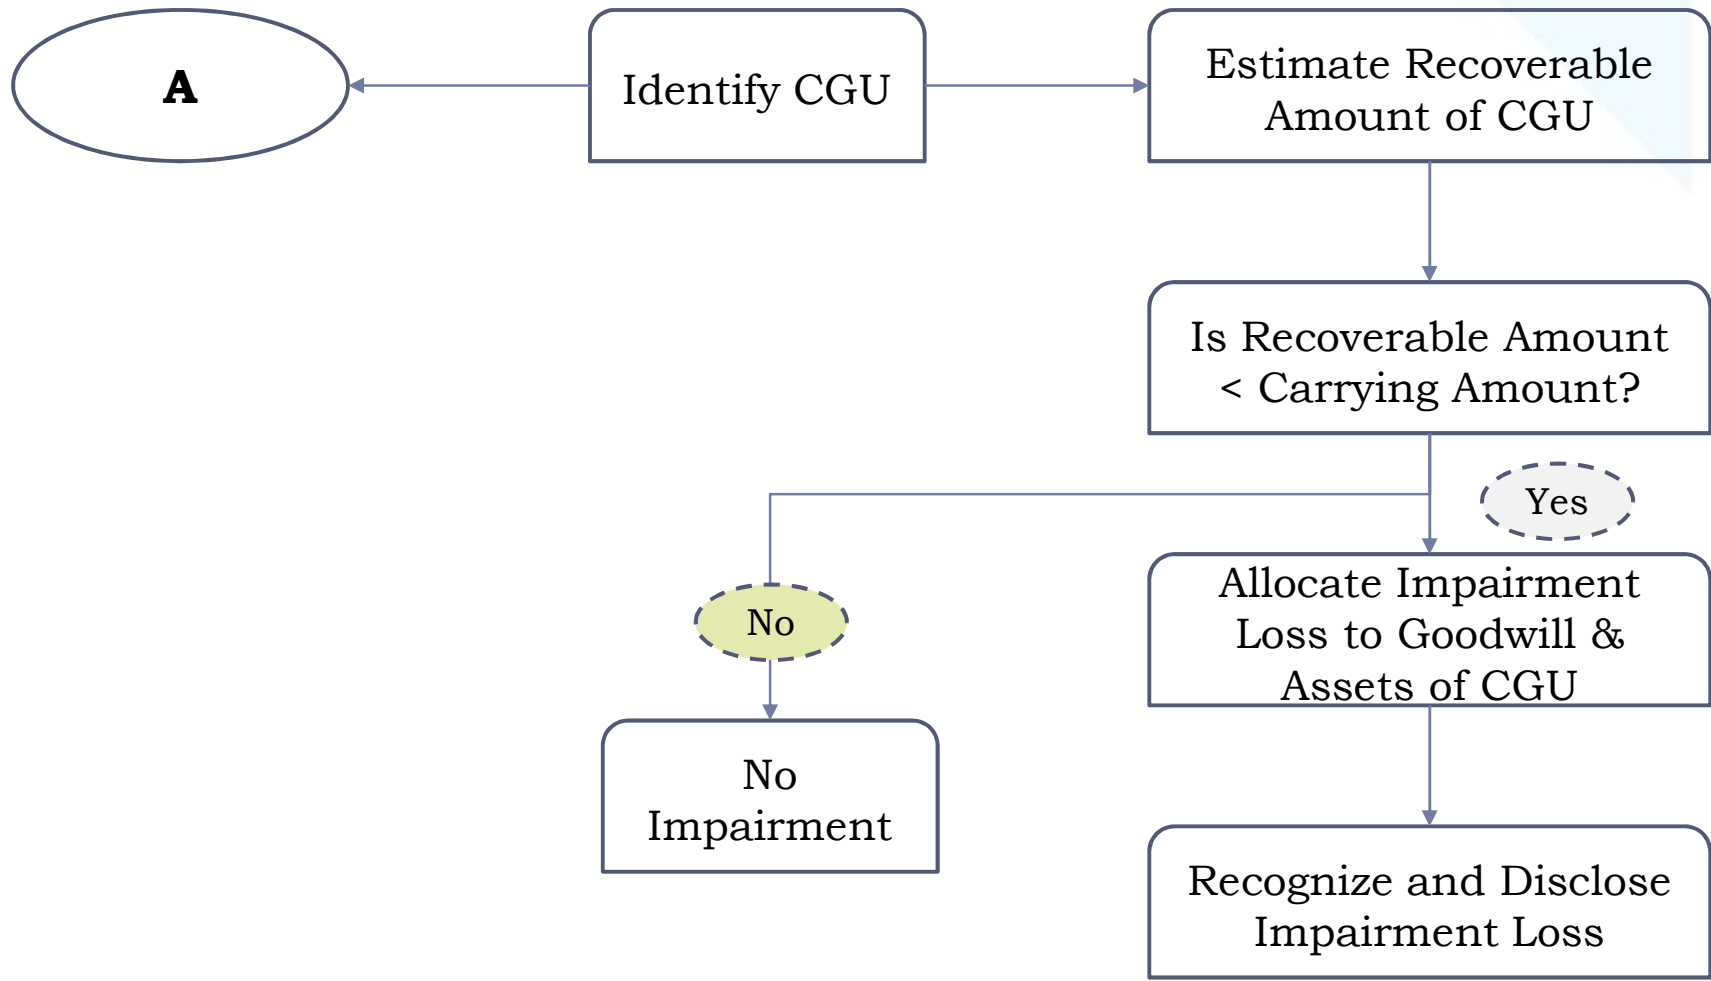 A
Identify CGU
Estimate Recoverable
Amount of CGU
Is Recoverable Amount
< Carrying Amount?
Yes
No
Allocate Impairment
Loss to Goodwill &
Assets of CGU
No
Impairment
Recognize and Disclose
Impairment Loss